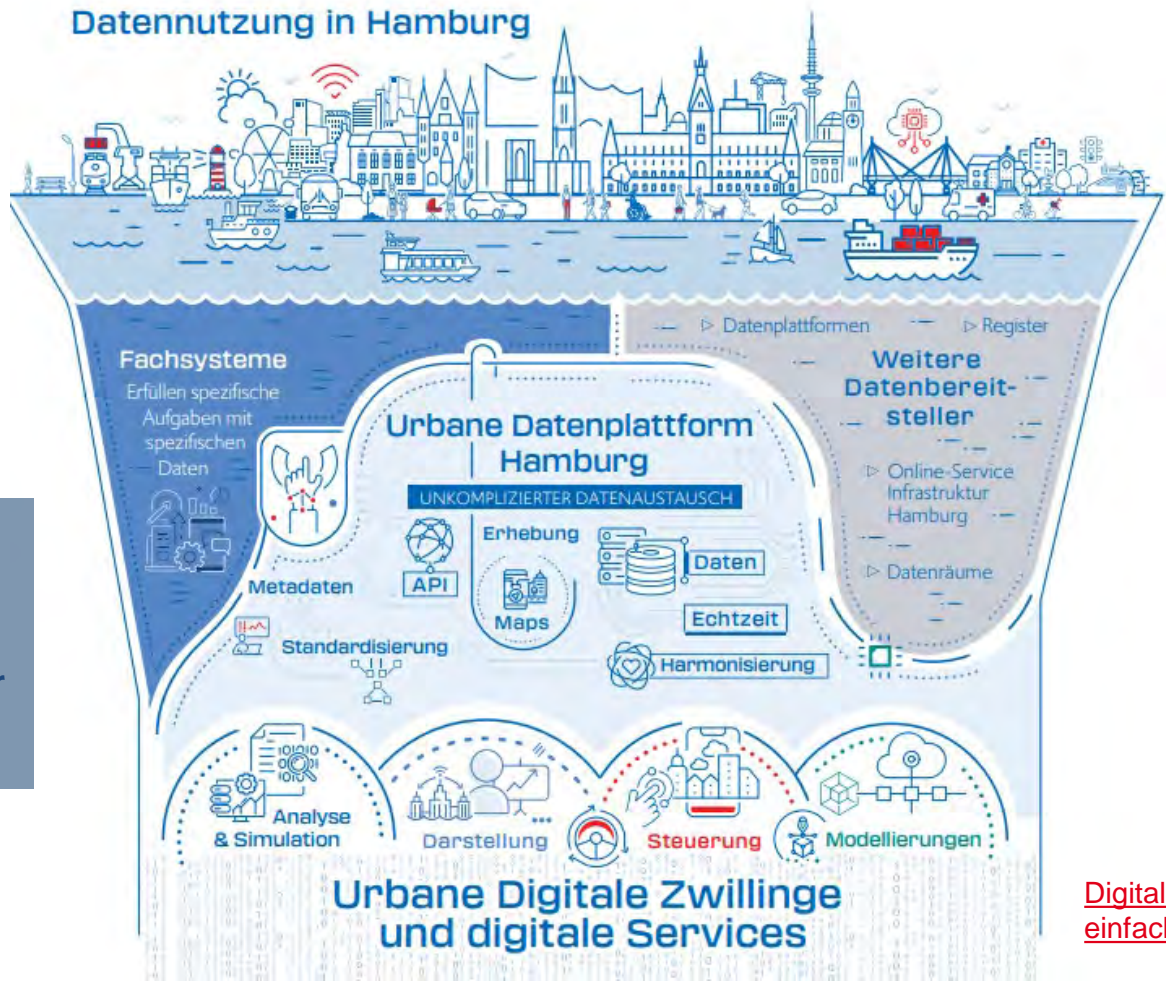 Datennutzung in Hamburg
Fachsysteme
Erfüllen spezifische
Aufgaben mit
spezifischen
Daten
▷ Datenplattformen
▷ Register
Weitere
Datenbereit-
steller
▷ Online-Service
Infrastruktur
Hamburg
▷ Datenräume
Urbane Datenplattform
Hamburg
UNKOMPLIZIERTER DATENAUSTAUSCH
Metadaten
API
Erhebung
Maps
Daten
Echtzeit
Standardisierung
Harmonisierung
Analyse
& Simulation
Darstellung
Steuerung
Modellierungen
Urbane Digitale Zwillinge
und digitale Services
Digital
einfach